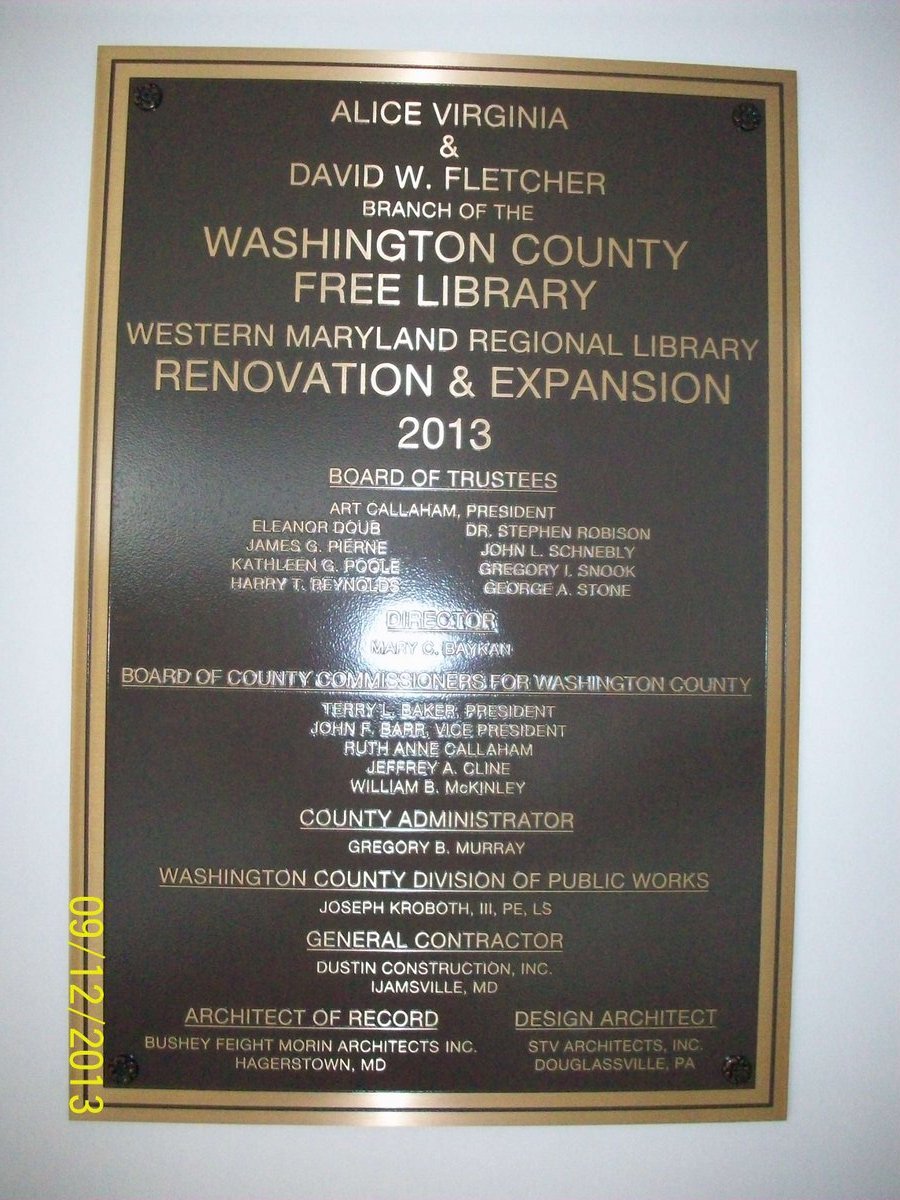 ALICE VIRGINIA
&
DAVID W. FLETCHER
BRANCH OF THE
WASHINGTON COUNTY
FREE LIBRARY
WESTERN MARYLAND REGIONAL LIBRARY
RENOVATION & EXPANSION
2013
BOARD OF TRUSTEES
ART CALLAHAM, PRESIDENT
ELEANOR DOUB DR. STEPHEN ROBISON
JAMES G. PIERNE JOHN L. SCHNEBLY
KATHLEEN G. POOLE GREGORY I. SNOOK
HARRY T. REYNOLDS GEORGE A. STONE
DIRECTOR
MARY C. BAYKAN
BOARD OF COUNTY COMMISSIONERS FOR WASHINGTON COUNTY
TERRY L. BAKER, PRESIDENT
JOHN F. BARR, VICE PRESIDENT
RUTH ANNE CALLAHAM
JEFFREY A. CLINE
WILLIAM B. McKINLEY
COUNTY ADMINISTRATOR
GREGORY B. MURRAY
WASHINGTON COUNTY DIVISION OF PUBLIC WORKS
JOSEPH KROBOTH, III, PE, LS
GENERAL CONTRACTOR
DUSTIN CONSTRUCTION, INC.
IJAMSVILLE, MD
ARCHITECT OF RECORD DESIGN ARCHITECT
BUSHEY FEIGHT MORIN ARCHITECTS INC. STV ARCHITECTS, INC.
HAGERSTOWN, MD DOUGLASSVILLE, PA
09/12/2013